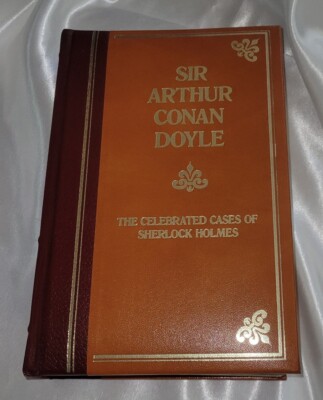 SIR
ARTHUR
CONAN
DOYLE
THE CELEBRATED CASES OF
SHERLOCK HOLMES